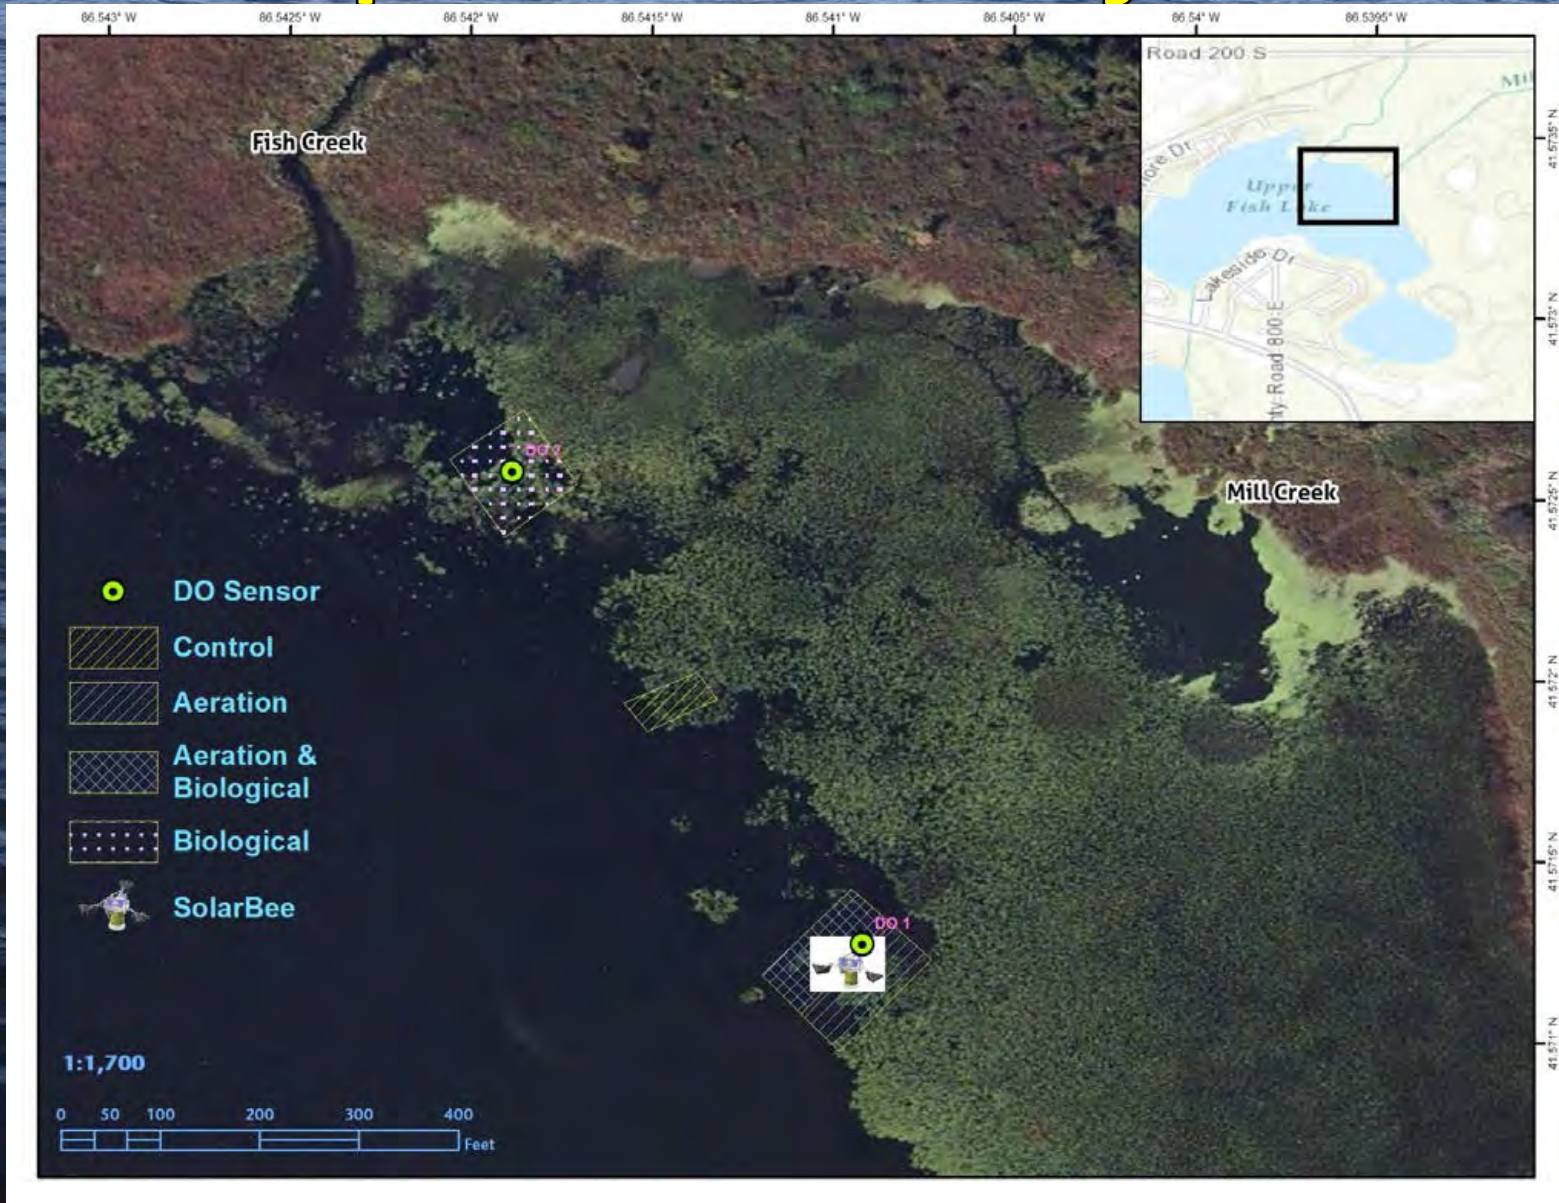 86.543° W 86.5425° W 86.542° W 86.5415° W 86.541° W 86.5405° W 86.54° W 86.5395° W
Road 200 S
Fish Creek
Upper
Fish Lake
Lakeside Dr
ty Road 800 E
41.5735° N
41.573° N
41.5725° N
41.572° N
41.5715° N
41.571° N
Mill Creek
DO Sensor
Control
Aeration
Aeration &
Biological
Biological
SolarBee
DO 1
1:1,700
0 50 100 200 300 400
Feet